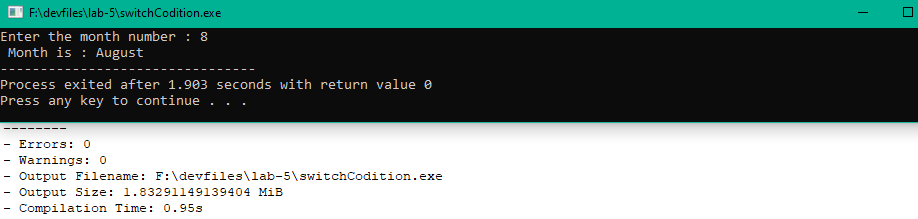 F:\devfiles\lab-5\switchCodition.exe
Enter the month number : 8
 Month is : August
--------------------------------
Process exited after 1.903 seconds with return value 0
Press any key to continue . . .
--------
- Errors: 0
- Warnings: 0
- Output Filename: F:\devfiles\lab-5\switchCodition.exe
- Output Size: 1.83291149139404 MiB
- Compilation Time: 0.95s